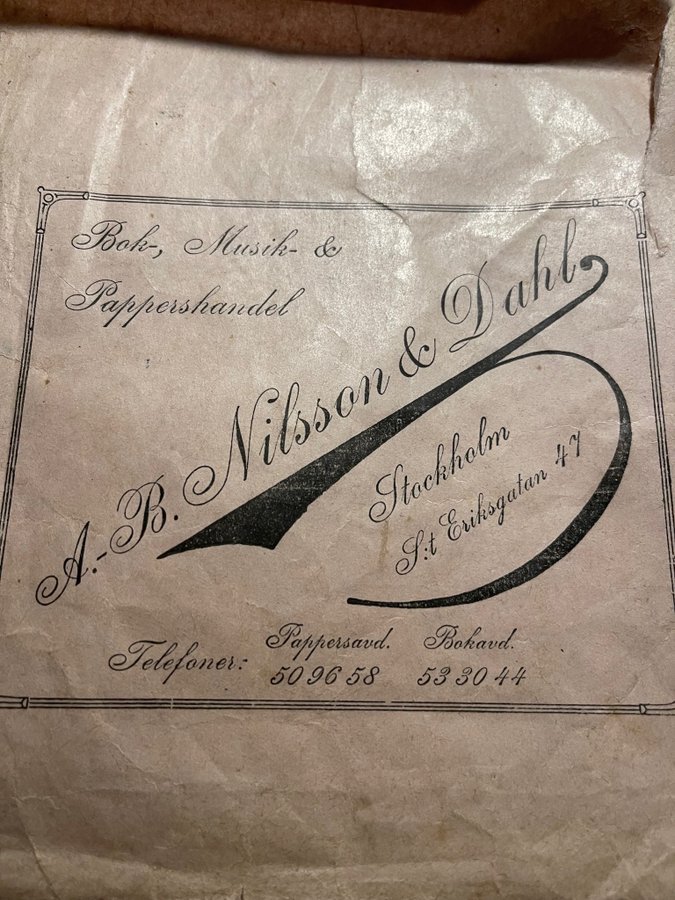 Bok-, Musik- &
Pappershandel
A.-B. Nilsson & Dahl
Stockholm
S:t Eriksgatan 47
Telefoner: Pappersavd. 50 96 58 Bokavd. 53 30 44